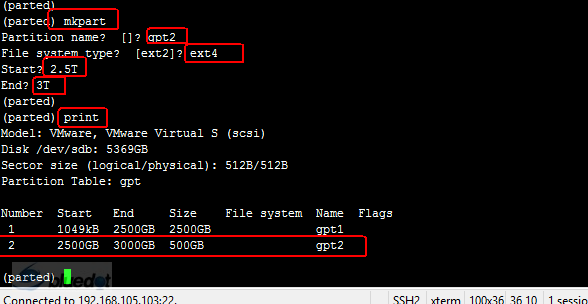 (parted)
(parted) mkpart
Partition name?  []? gpt2
File system type?  [ext2]? ext4
Start? 2.5T
End? 3T
(parted)
(parted) print
Model: VMware, VMware Virtual S (scsi)
Disk /dev/sdb: 5369GB
Sector size (logical/physical): 512B/512B
Partition Table: gpt
Number  Start   End     Size    File system  Name  Flags
1      1049kB  2500GB  2500GB               gpt1
2      2500GB  3000GB  500GB                gpt2
(parted)
bluedot
Connected to 192.168.105.103:22. SSH2 xterm 100x36 36,10 1 sessio